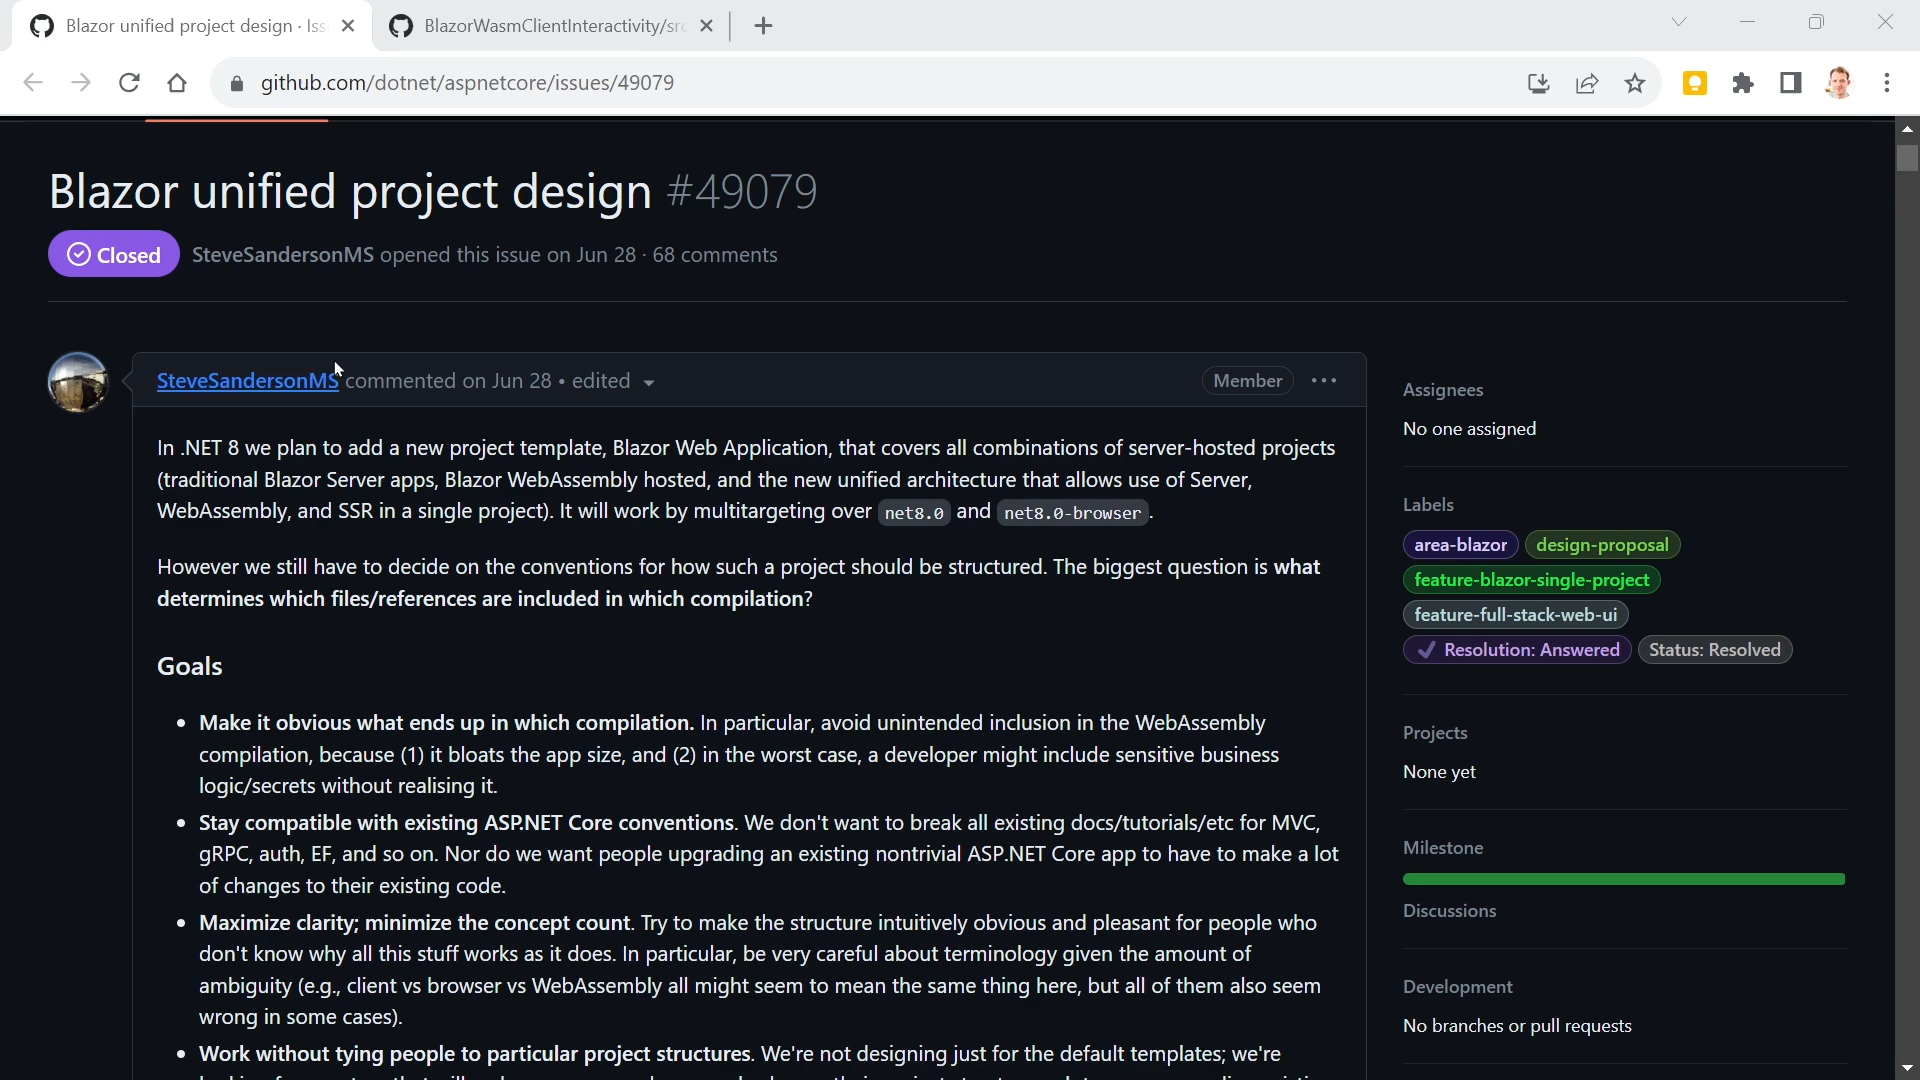 Blazor unified project design · Iss
BlazorWasmClientInteractivity/src
github.com/dotnet/aspnetcore/issues/49079
Blazor unified project design #49079
Closed
SteveSandersonMS opened this issue on Jun 28 · 68 comments
SteveSandersonMS commented on Jun 28 • edited
Member
In .NET 8 we plan to add a new project template, Blazor Web Application, that covers all combinations of server-hosted projects
(traditional Blazor Server apps, Blazor WebAssembly hosted, and the new unified architecture that allows use of Server,
WebAssembly, and SSR in a single project). It will work by multitargeting over net8.0 and net8.0-browser.
However we still have to decide on the conventions for how such a project should be structured. The biggest question is what
determines which files/references are included in which compilation?
Goals
• Make it obvious what ends up in which compilation. In particular, avoid unintended inclusion in the WebAssembly
compilation, because (1) it bloats the app size, and (2) in the worst case, a developer might include sensitive business
logic/secrets without realising it.
• Stay compatible with existing ASP.NET Core conventions. We don't want to break all existing docs/tutorials/etc for MVC,
gRPC, auth, EF, and so on. Nor do we want people upgrading an existing nontrivial ASP.NET Core app to have to make a lot
of changes to their existing code.
• Maximize clarity; minimize the concept count. Try to make the structure intuitively obvious and pleasant for people who
don't know why all this stuff works as it does. In particular, be very careful about terminology given the amount of
ambiguity (e.g., client vs browser vs WebAssembly all might seem to mean the same thing here, but all of them also seem
wrong in some cases).
• Work without tying people to particular project structures. We're not designing just for the default templates; we're
Assignees
No one assigned
Labels
area-blazor
design-proposal
feature-blazor-single-project
feature-full-stack-web-ui
✓ Resolution: Answered
Status: Resolved
Projects
None yet
Milestone
Discussions
Development
No branches or pull requests